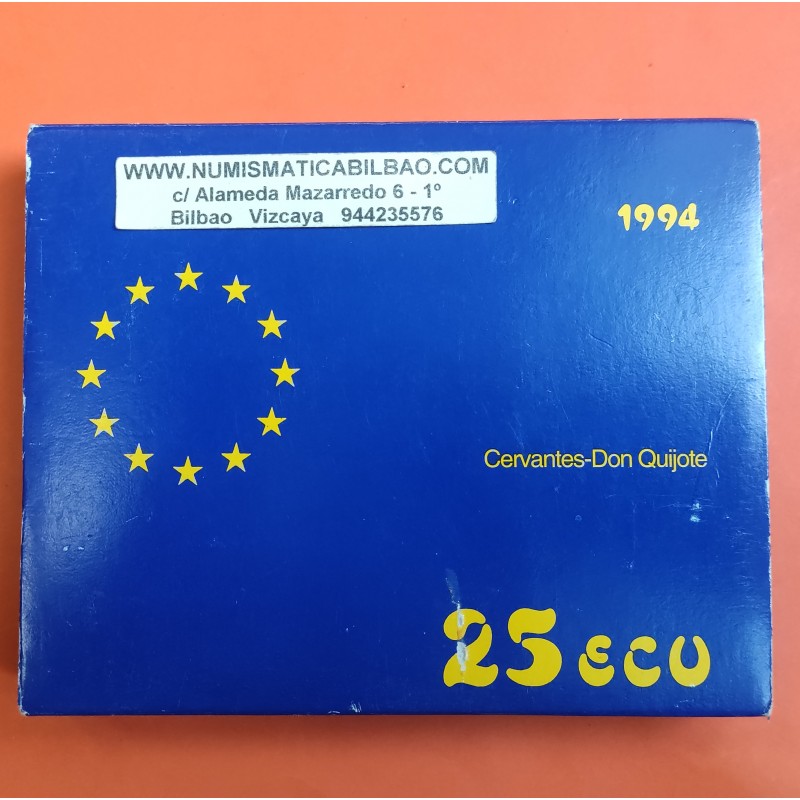 WWW.NUMISMATICABILBAO.COM
c/ Alameda Mazarredo 6 - 1º
Bilbao Vizcaya 944235576
1994
Cervantes-Don Quijote
25 ECU